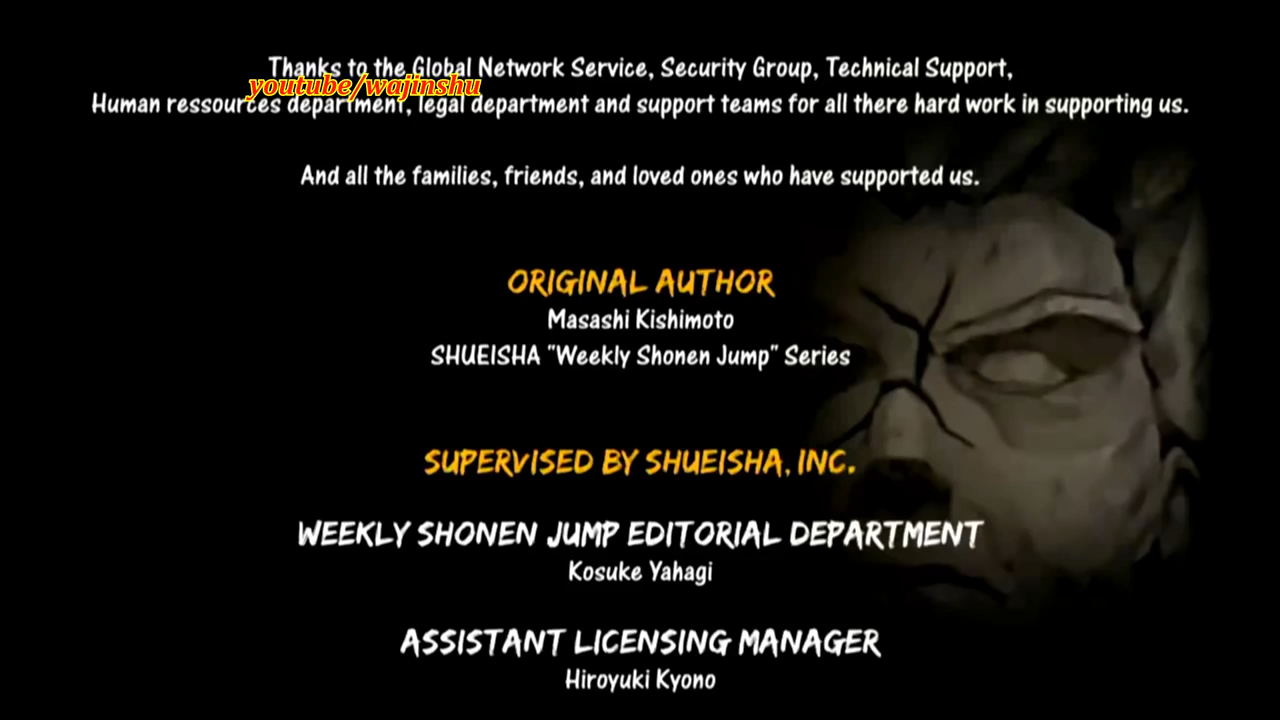 Thanks to the Global Network Service, Security Group, Technical Support,
youtube/wajinshu
Human ressources department, legal department and support teams for all there hard work in supporting us.
And all the families, friends, and loved ones who have supported us.
ORIGINAL AUTHOR
Masashi Kishimoto
SHUEISHA "Weekly Shonen Jump" Series
SUPERVISED BY SHUEISHA, INC.
WEEKLY SHONEN JUMP EDITORIAL DEPARTMENT
Kosuke Yahagi
ASSISTANT LICENSING MANAGER
Hiroyuki Kyono